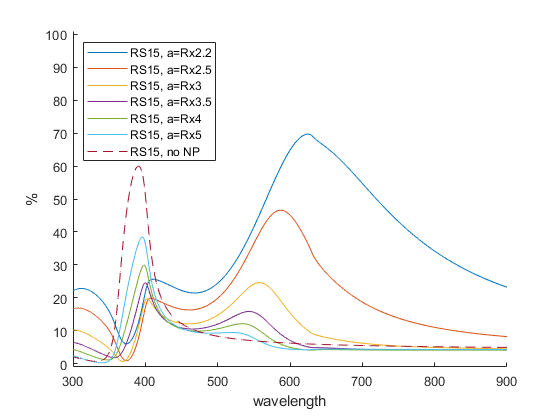 100
90
80
70
60
50
40
30
20
10
0
%
RS15, a=Rx2.2
RS15, a=Rx2.5
RS15, a=Rx3
RS15, a=Rx3.5
RS15, a=Rx4
RS15, a=Rx5
RS15, no NP
300 400 500 600 700 800 900
wavelength